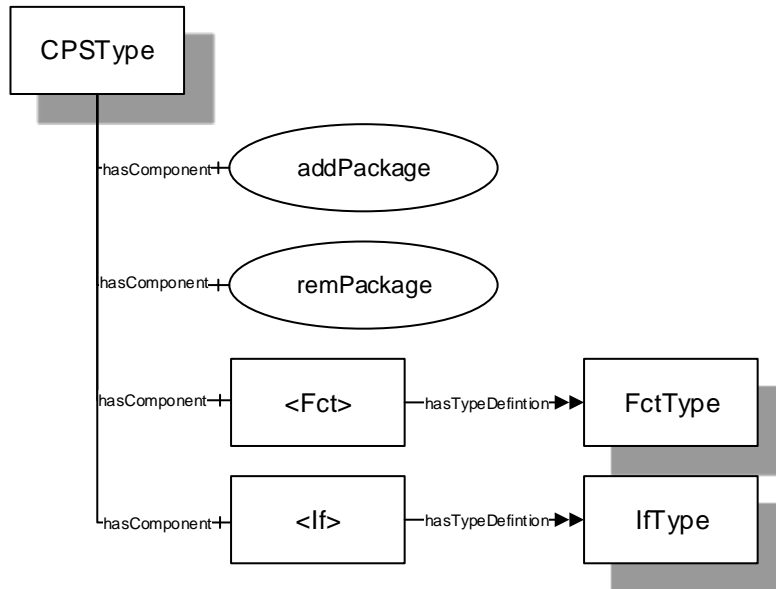 CPSType
hasComponent
addPackage
hasComponent
remPackage
hasComponent
<Fct>
hasTypeDefintion
FctType
hasComponent
<If>
hasTypeDefintion
IfType